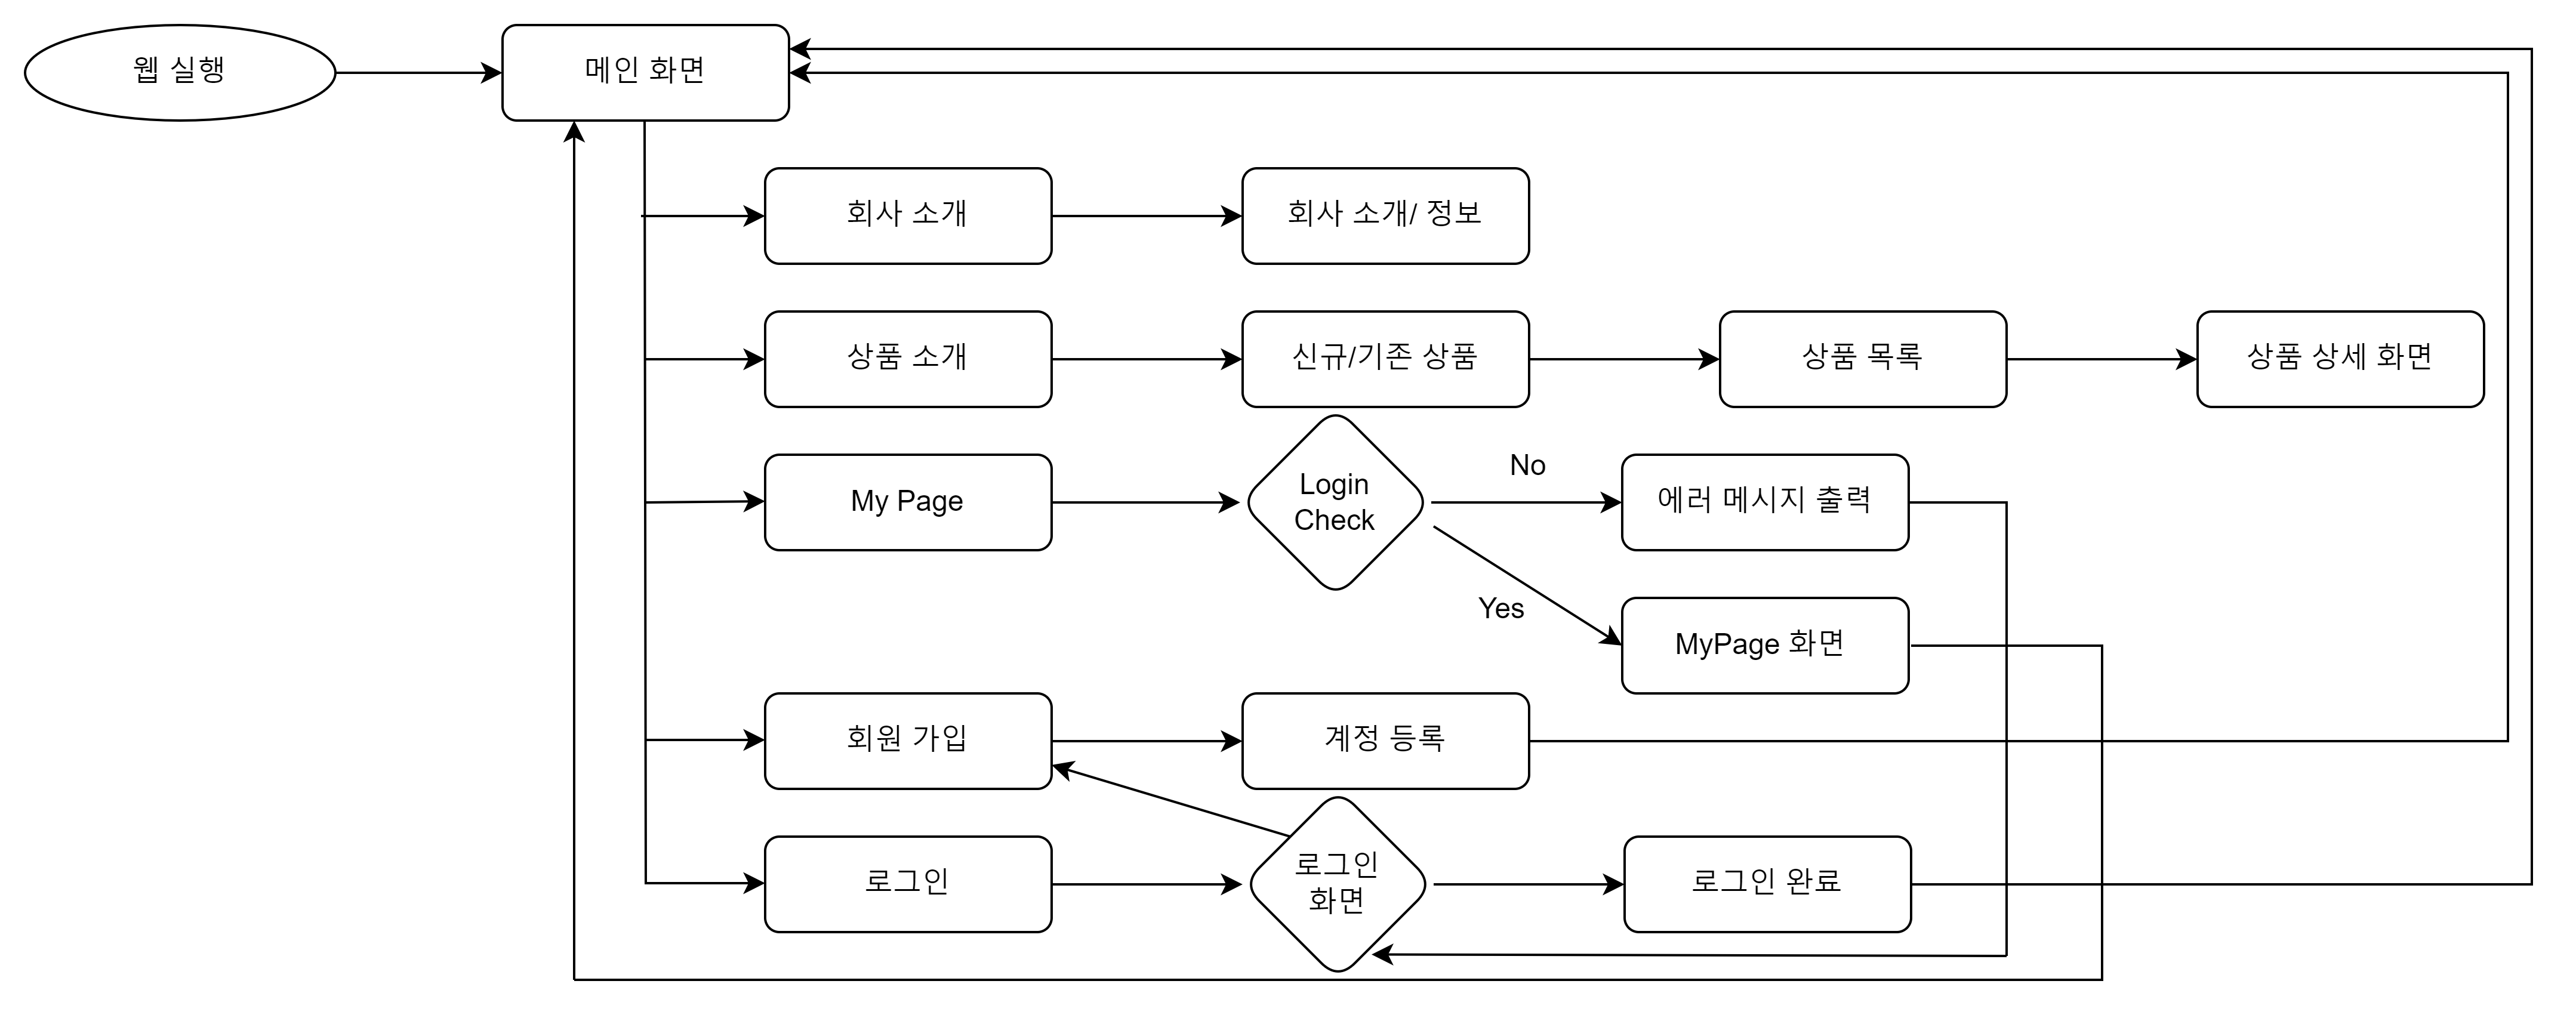 웹 실행
메인 화면
회사 소개
회사 소개/ 정보
상품 소개
신규/기존 상품
상품 목록
상품 상세 화면
My Page
Login
Check
No
에러 메시지 출력
Yes
MyPage 화면
회원 가입
계정 등록
로그인
로그인
화면
로그인 완료